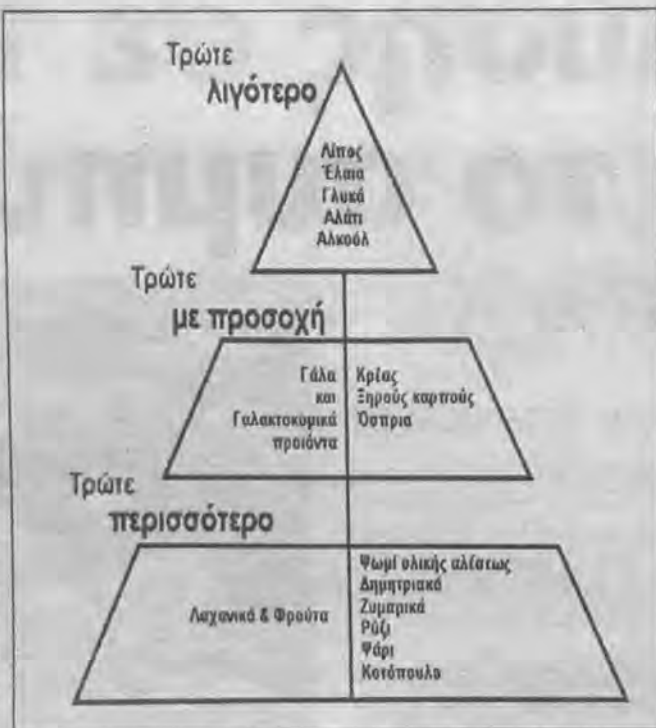 Τρώτε
λιγότερο
Λίπος
Έλαια
Γλυκά
Αλάτι
Αλκοόλ
Τρώτε
με προσοχή
Γάλα
και
Γαλακτοκομικά
προιόντα
Κρέας
Ξηρούς καρπούς
Όσπρια
Τρώτε
περισσότερο
Λαχανικά & Φρούτα
Ψωμί ολικής αλέσεως
Δημητριακά
Ζυμαρικά
Ρύζι
Ψάρι
Κοτόπουλο